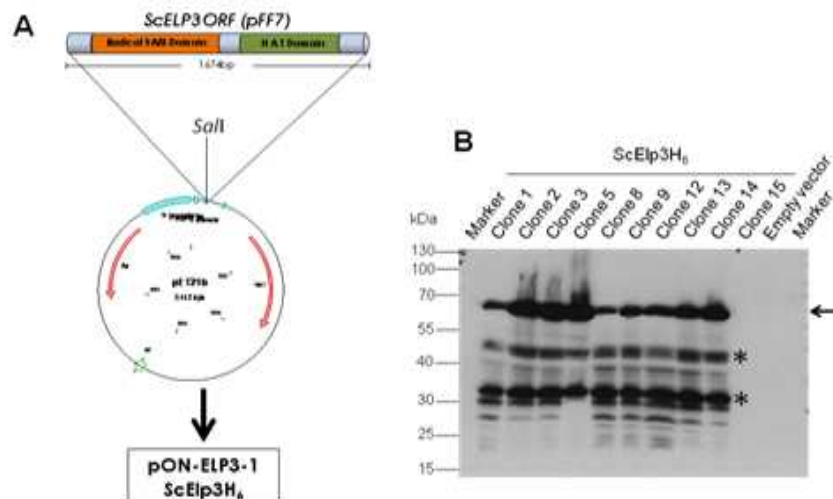 A
ScELP3 ORF (pFF7)
Radical SAM Domain
HAT Domain
1674bp
SalI
pET21b
pON-ELP3-1
ScElp3H6
B
ScElp3H6
kDa
Marker
Clone 1
Clone 2
Clone 3
Clone 5
Clone 8
Clone 9
Clone 12
Clone 13
Clone 14
Clone 15
Empty vector
Marker
130
100
70
55
40
*
30
*
25
15